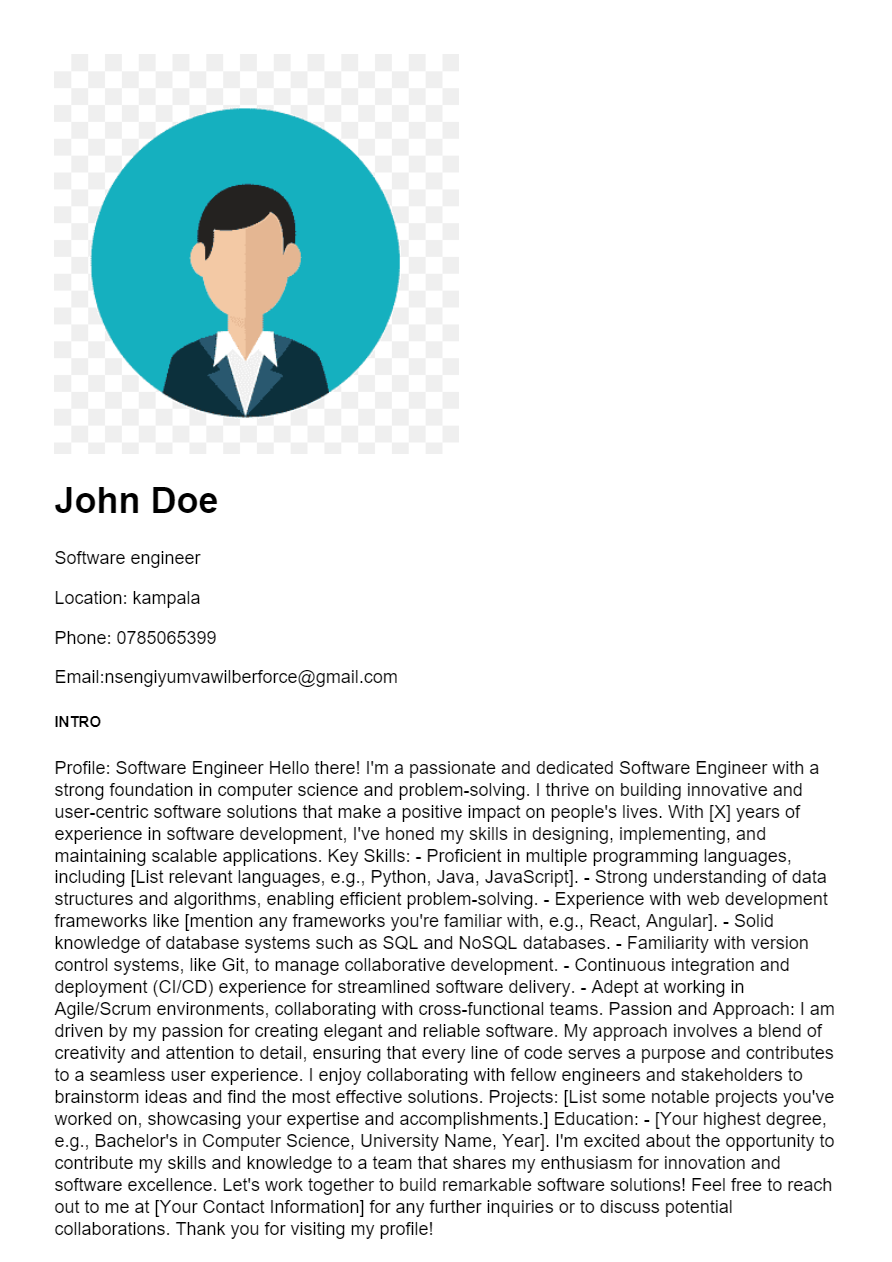 John Doe
Software engineer
Location: kampala
Phone: 0785065399
Email:nsengiyumvawilberforce@gmail.com
INTRO
Profile: Software Engineer Hello there! I'm a passionate and dedicated Software Engineer with a
strong foundation in computer science and problem-solving. I thrive on building innovative and
user-centric software solutions that make a positive impact on people's lives. With [X] years of
experience in software development, I've honed my skills in designing, implementing, and
maintaining scalable applications. Key Skills: - Proficient in multiple programming languages,
including [List relevant languages, e.g., Python, Java, JavaScript]. - Strong understanding of data
structures and algorithms, enabling efficient problem-solving. - Experience with web development
frameworks like [mention any frameworks you're familiar with, e.g., React, Angular]. - Solid
knowledge of database systems such as SQL and NoSQL databases. - Familiarity with version
control systems, like Git, to manage collaborative development. - Continuous integration and
deployment (CI/CD) experience for streamlined software delivery. - Adept at working in
Agile/Scrum environments, collaborating with cross-functional teams. Passion and Approach: I am
driven by my passion for creating elegant and reliable software. My approach involves a blend of
creativity and attention to detail, ensuring that every line of code serves a purpose and contributes
to a seamless user experience. I enjoy collaborating with fellow engineers and stakeholders to
brainstorm ideas and find the most effective solutions. Projects: [List some notable projects you've
worked on, showcasing your expertise and accomplishments.] Education: - [Your highest degree,
e.g., Bachelor's in Computer Science, University Name, Year]. I'm excited about the opportunity to
contribute my skills and knowledge to a team that shares my enthusiasm for innovation and
software excellence. Let's work together to build remarkable software solutions! Feel free to reach
out to me at [Your Contact Information] for any further inquiries or to discuss potential
collaborations. Thank you for visiting my profile!